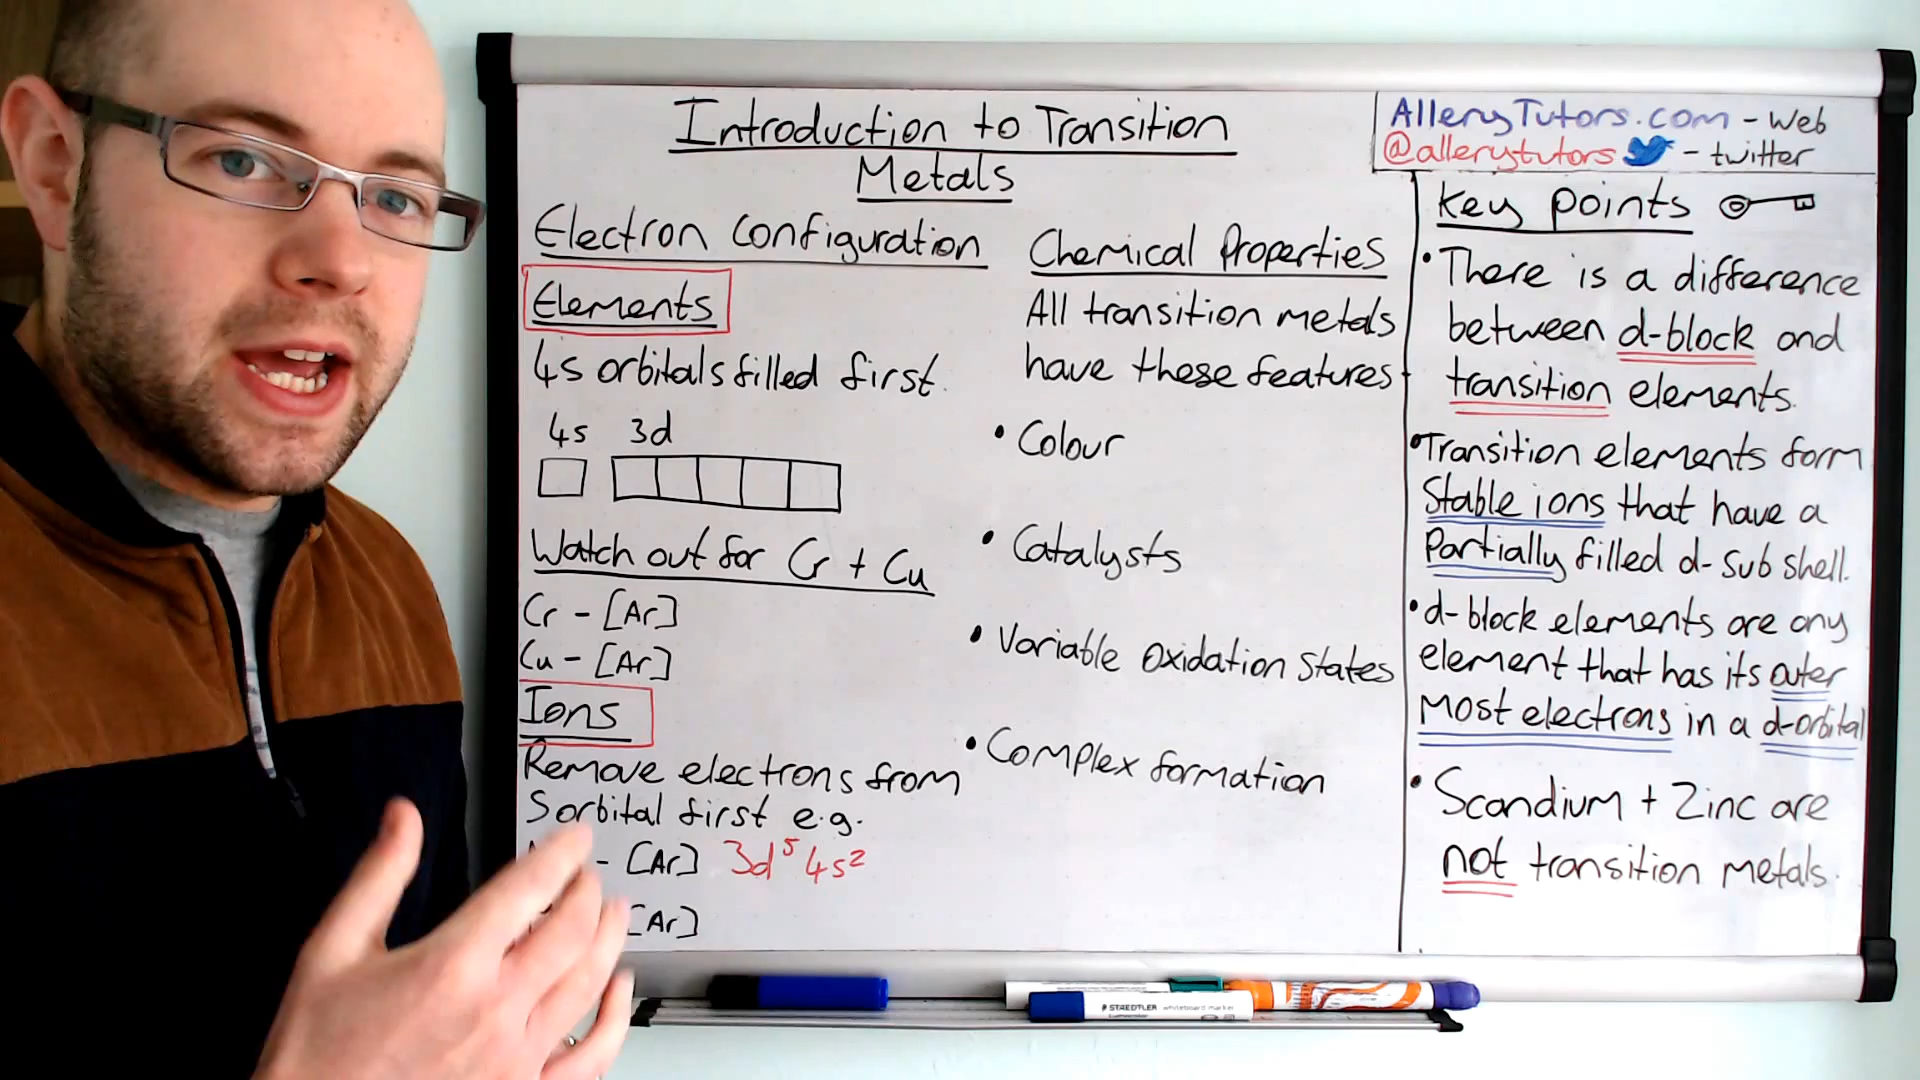 Introduction to Transition
Metals
AlleryTutors.com - Web
@allerytutors - twitter
Electron Configuration
Elements
4s orbitals filled first.
4s 3d
Watch out for Cr + Cu
Cr - [Ar]
Cu - [Ar]
Ions
Remove electrons from
S orbital first e.g.
- [Ar] 3d⁵ 4s²
[Ar]
Chemical Properties
All transition metals
have these features
• Colour
• Catalysts
• Variable Oxidation States
• Complex formation
Key points
• There is a difference
between d-block and
transition elements.
• Transition elements form
Stable ions that have a
Partially filled d-sub shell.
• d-block elements are any
element that has its outer
most electrons in a d-orbital
• Scandium + Zinc are
not transition metals.
STAEDTLER whiteboard marker